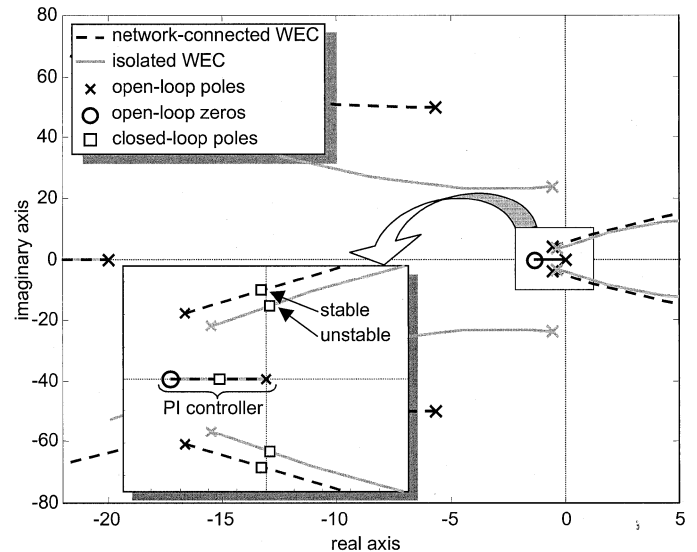 80
60
40
20
0
-20
-40
-60
-80
imaginary axis
network-connected WEC
isolated WEC
open-loop poles
open-loop zeros
closed-loop poles
stable
unstable
PI controller
-20
-15
-10
-5
0
5
real axis